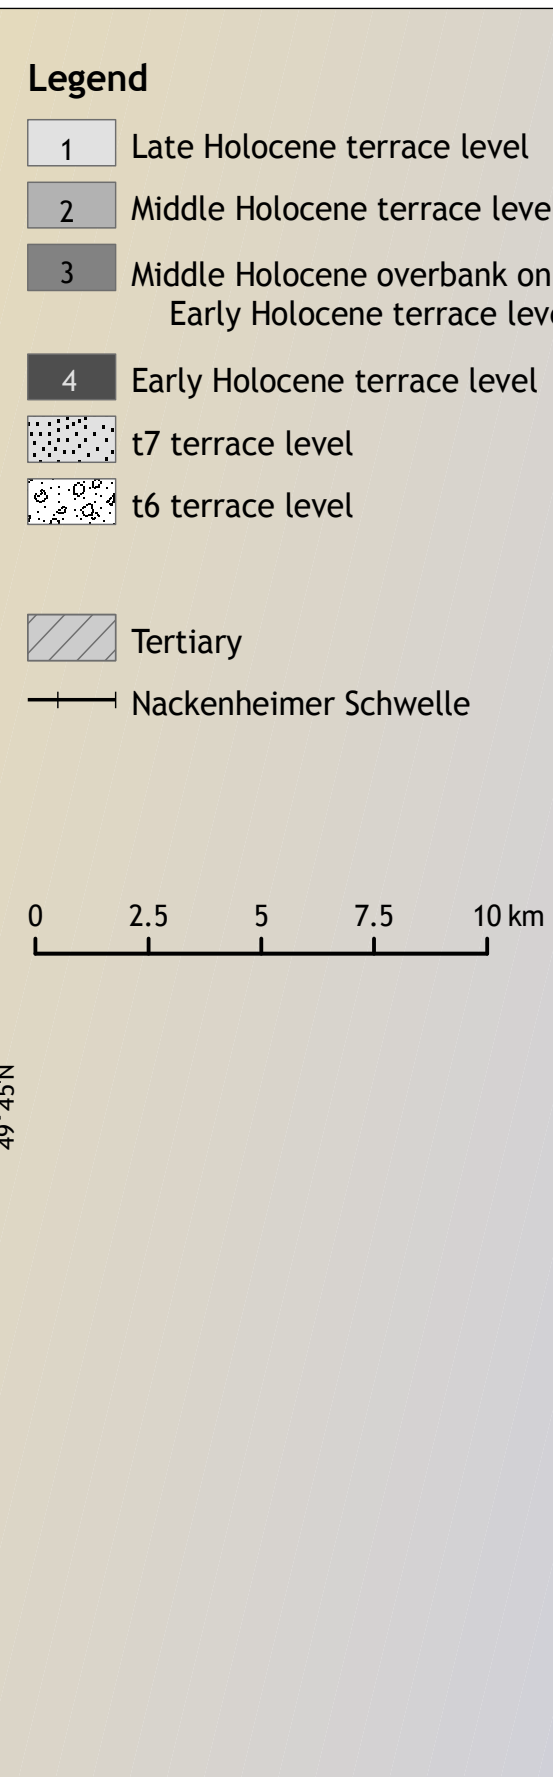 Legend
1 Late Holocene terrace level
2 Middle Holocene terrace leve
3 Middle Holocene overbank on
Early Holocene terrace leve
4 Early Holocene terrace level
t7 terrace level
t6 terrace level
Tertiary
Nackenheimer Schwelle
0 2.5 5 7.5 10 km
49°45'N